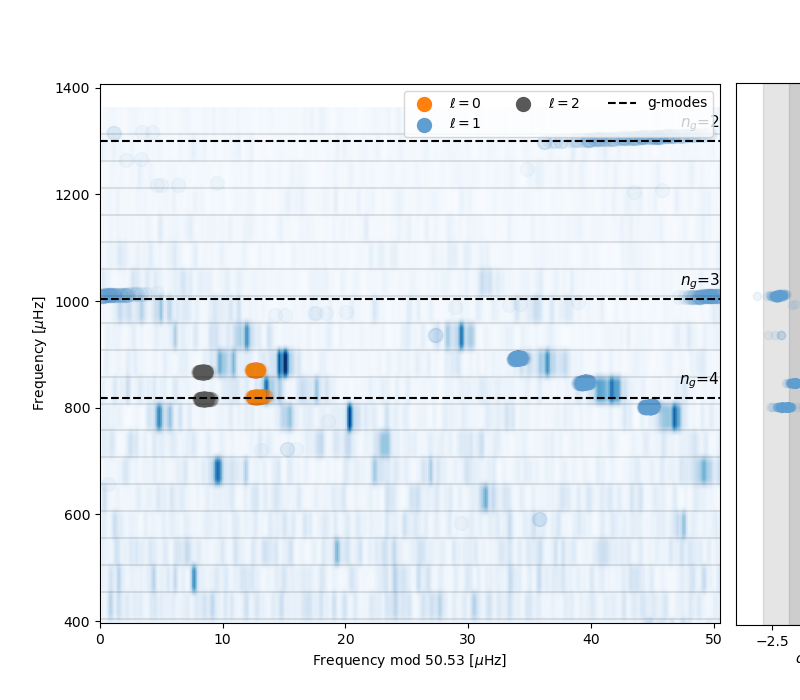 1400
1200
1000
800
600
400
Frequency [μHz]
ℓ = 0
ℓ = 1
ℓ = 2
g-modes
n_g=2
n_g=3
n_g=4
0 10 20 30 40 50
Frequency mod 50.53 [μHz]
−2.5